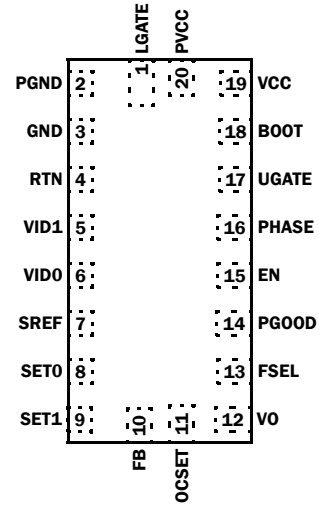 LGATE PVCC
1 20
PGND 2 19 VCC
GND 3 18 BOOT
RTN 4 17 UGATE
VID1 5 16 PHASE
VID0 6 15 EN
SREF 7 14 PGOOD
SET0 8 13 FSEL
SET1 9 12 VO
10 11
FB OCSET